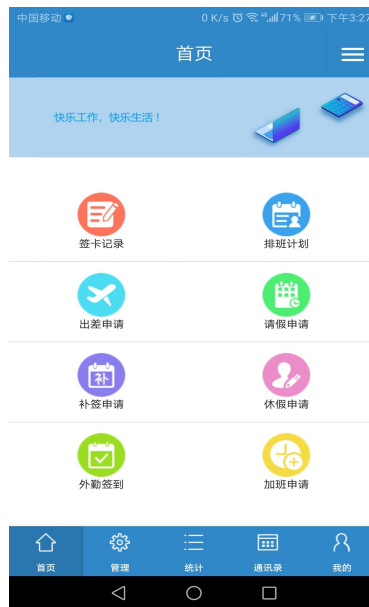 中国移动 0 K/s 71% 下午3:27
首页
快乐工作，快乐生活！
签卡记录 排班计划
出差申请 请假申请
补
补签申请 休假申请
外勤签到 加班申请
首页 管理 统计 通讯录 我的